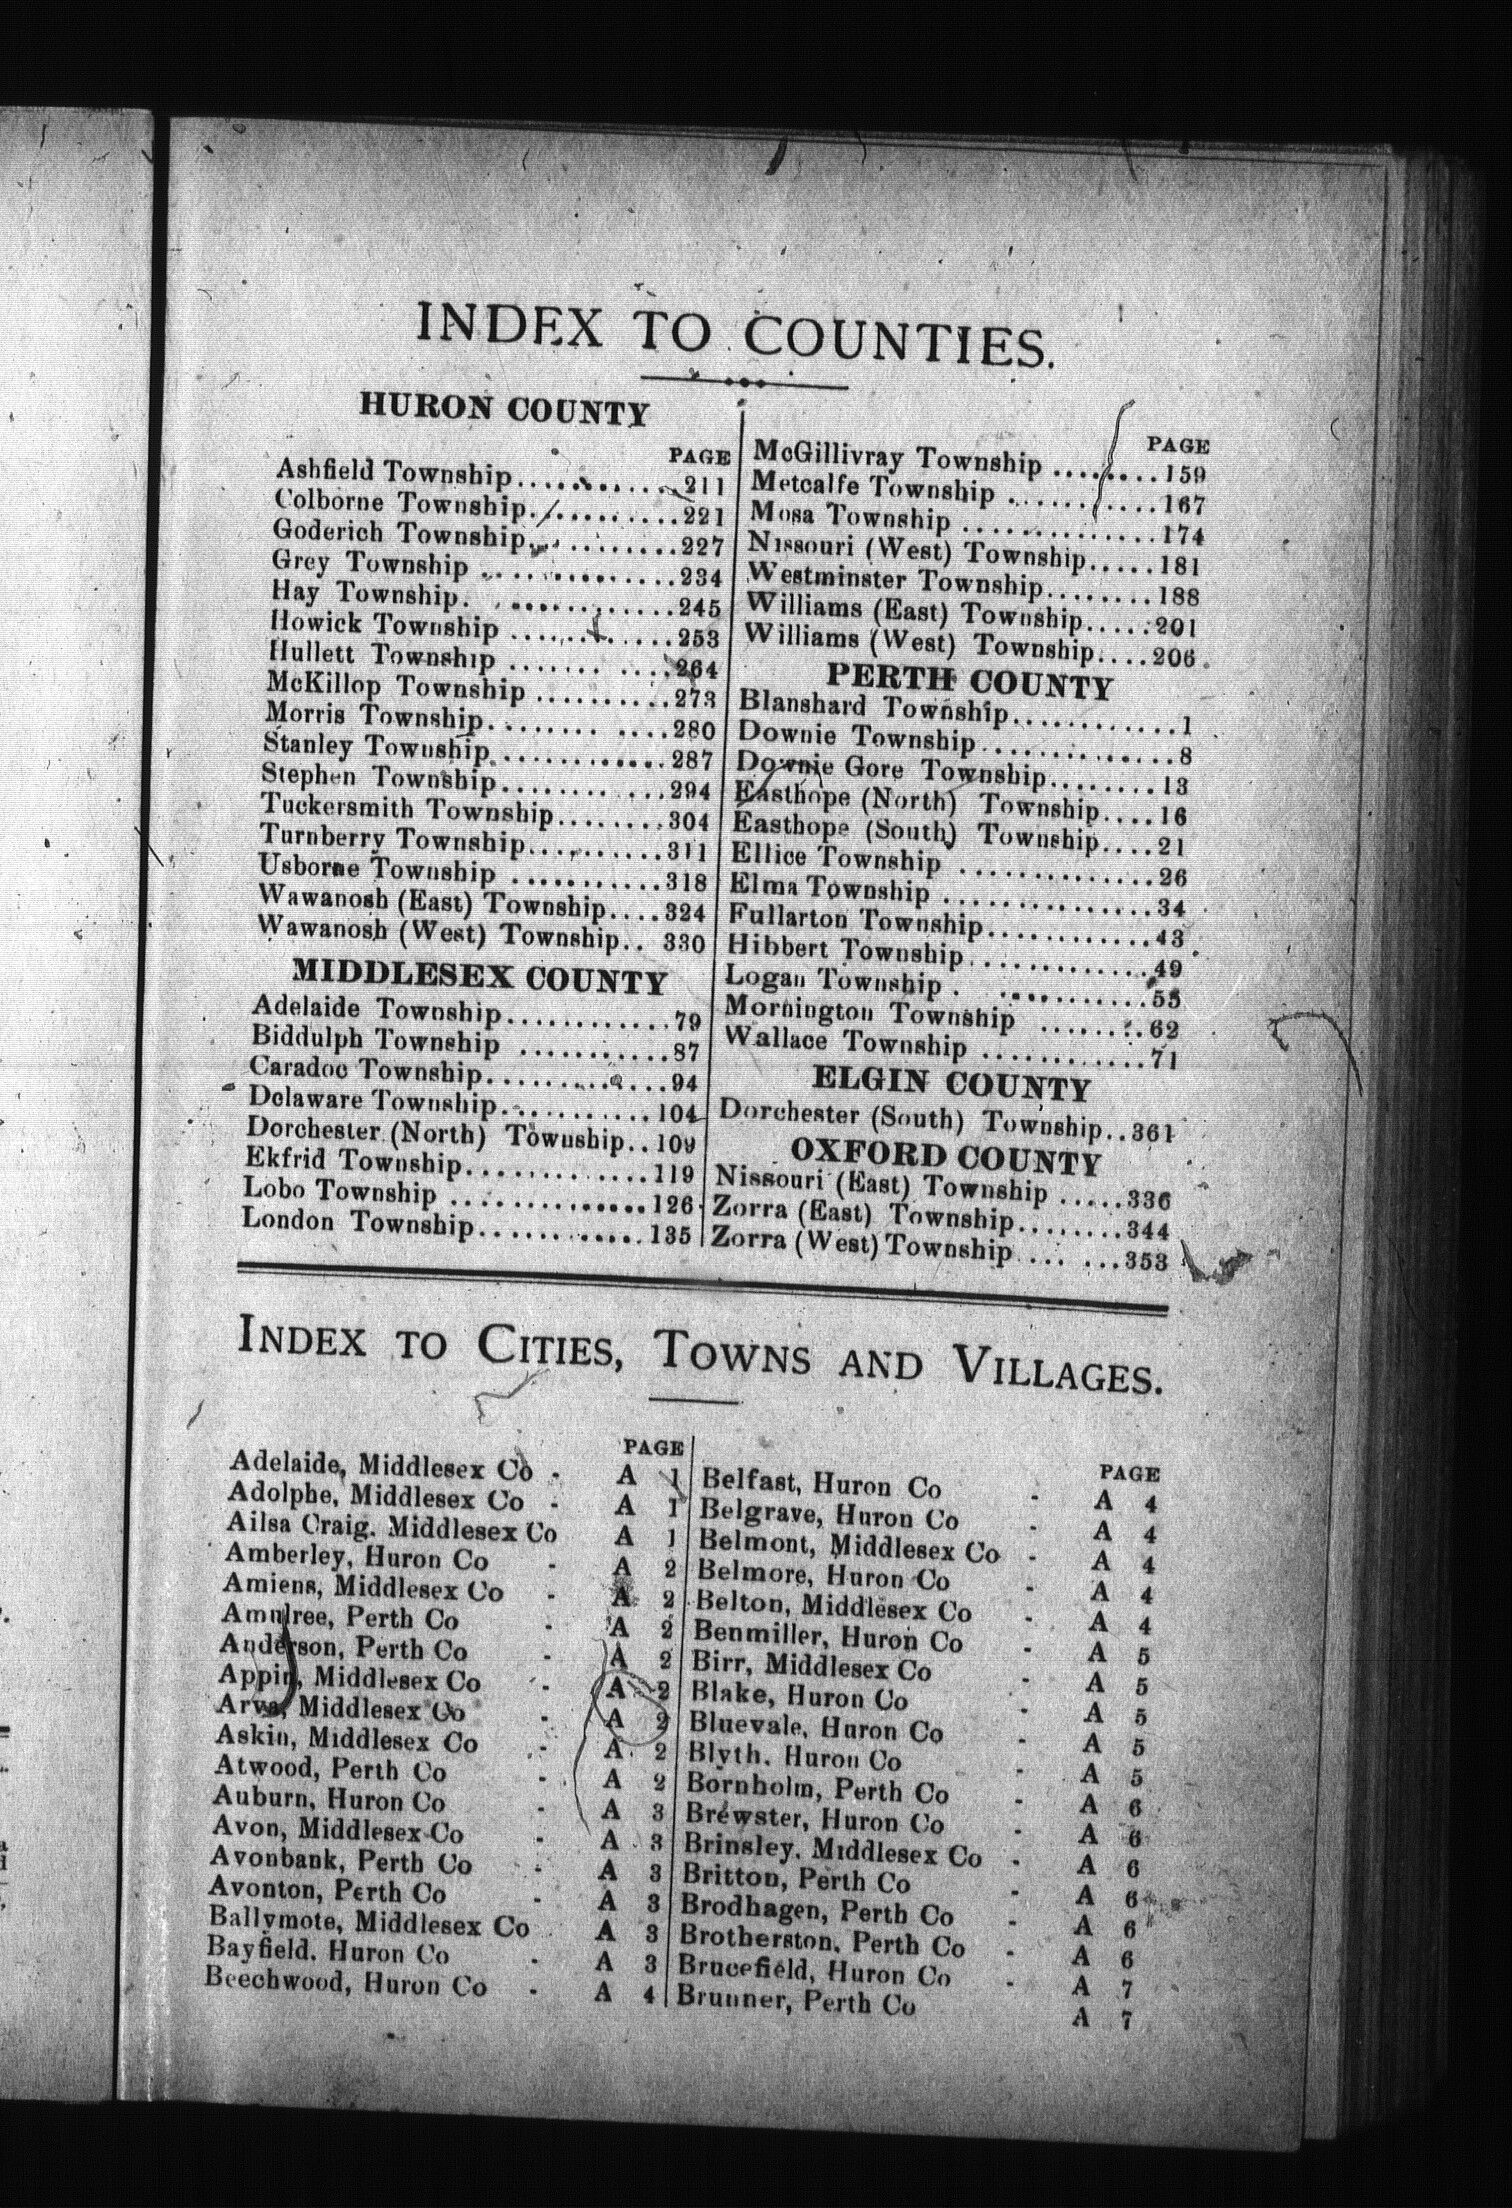 INDEX TO COUNTIES.
HURON COUNTY
PAGE
Ashfield Township............211
Colborne Township...........221
Goderich Township...........227
Grey Township..............234
Hay Township...............245
Howick Township............253
Hullett Township............264
McKillop Township..........273
Morris Township............280
Stanley Township............287
Stephen Township...........294
Tuckersmith Township........304
Turnberry Township..........311
Usborne Township...........318
Wawanosh (East) Township....324
Wawanosh (West) Township.. 330
MIDDLESEX COUNTY
Adelaide Township............79
Biddulph Township...........87
Caradoc Township............94
Delaware Township..........104
Dorchester (North) Township..109
Ekfrid Township.............119
Lobo Township..............126
London Township............135
PAGE
McGillivray Township........159
Metcalfe Township...........167
Mosa Township..............174
Nissouri (West) Township.....181
Westminster Township........188
Williams (East) Township.....201
Williams (West) Township....206
PERTH COUNTY
Blanshard Township............1
Downie Township.............8
Downie Gore Township........13
Easthope (North) Township....16
Easthope (South) Township....21
Ellice Township..............26
Elma Township...............34
Fullarton Township............43
Hibbert Township.............49
Logan Township..............55
Mornington Township........62
Wallace Township............71
ELGIN COUNTY
Dorchester (South) Township..361
OXFORD COUNTY
Nissouri (East) Township.....336
Zorra (East) Township........344
Zorra (West) Township.......353
INDEX TO CITIES, TOWNS AND VILLAGES.
PAGE
Adelaide, Middlesex Co - A 1
Adolphe, Middlesex Co - A 1
Ailsa Craig. Middlesex Co A 1
Amberley, Huron Co - A 2
Amiens, Middlesex Co - A 2
Amulree, Perth Co - A 2
Anderson, Perth Co - A 2
Appin, Middlesex Co - A 2
Arva, Middlesex Co - A 2
Askin, Middlesex Co - A 2
Atwood, Perth Co - A 2
Auburn, Huron Co - A 3
Avon, Middlesex Co - A 3
Avonbank, Perth Co - A 3
Avonton, Perth Co - A 3
Ballymote, Middlesex Co A 3
Bayfield. Huron Co - A 3
Beechwood, Huron Co - A 4
PAGE
Belfast, Huron Co - A 4
Belgrave, Huron Co - A 4
Belmont, Middlesex Co - A 4
Belmore, Huron Co - A 4
Belton, Middlesex Co - A 4
Benmiller, Huron Co - A 5
Birr, Middlesex Co - A 5
Blake, Huron Co - A 5
Bluevale, Huron Co - A 5
Blyth. Huron Co - A 5
Bornholm, Perth Co - A 6
Brewster, Huron Co - A 6
Brinsley, Middlesex Co - A 6
Britton, Perth Co - A 6
Brodhagen, Perth Co - A 6
Brotherston, Perth Co - A 6
Brucefield, Huron Co - A 7
Brunner, Perth Co A 7